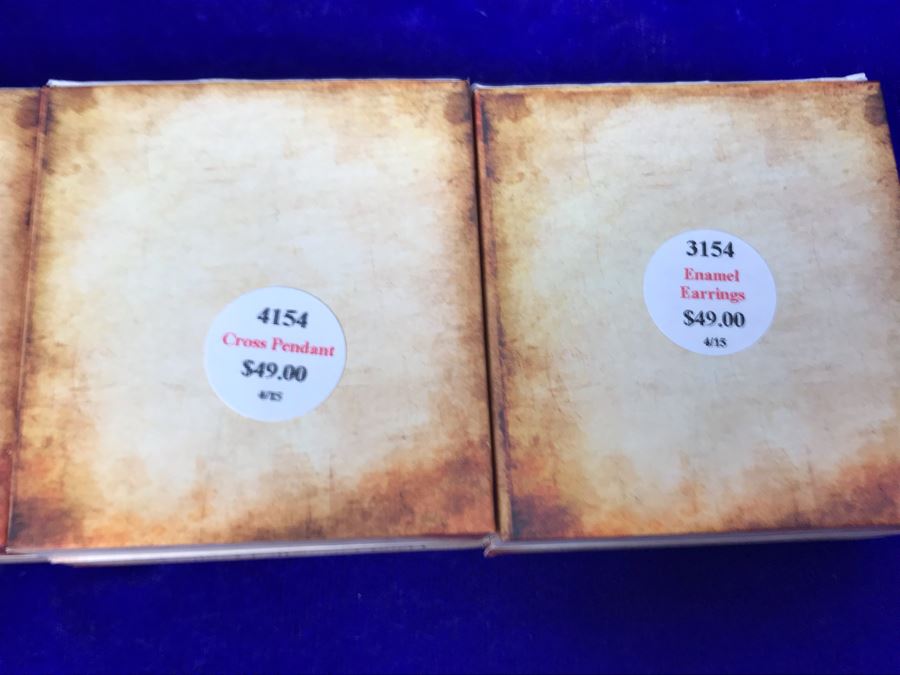 4154
Cross Pendant
$49.00
4/15
3154
Enamel
Earrings
$49.00
4/15